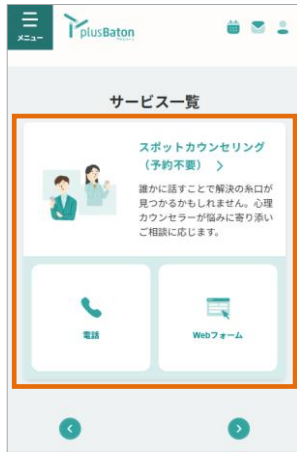 メニュー
plusBaton
サービス一覧
スポットカウンセリング
（予約不要）
誰かに話すことで解決の糸口が
見つかるかもしれません。心理
カウンセラーが悩みに寄り添い
ご相談に応じます。
電話
Webフォーム